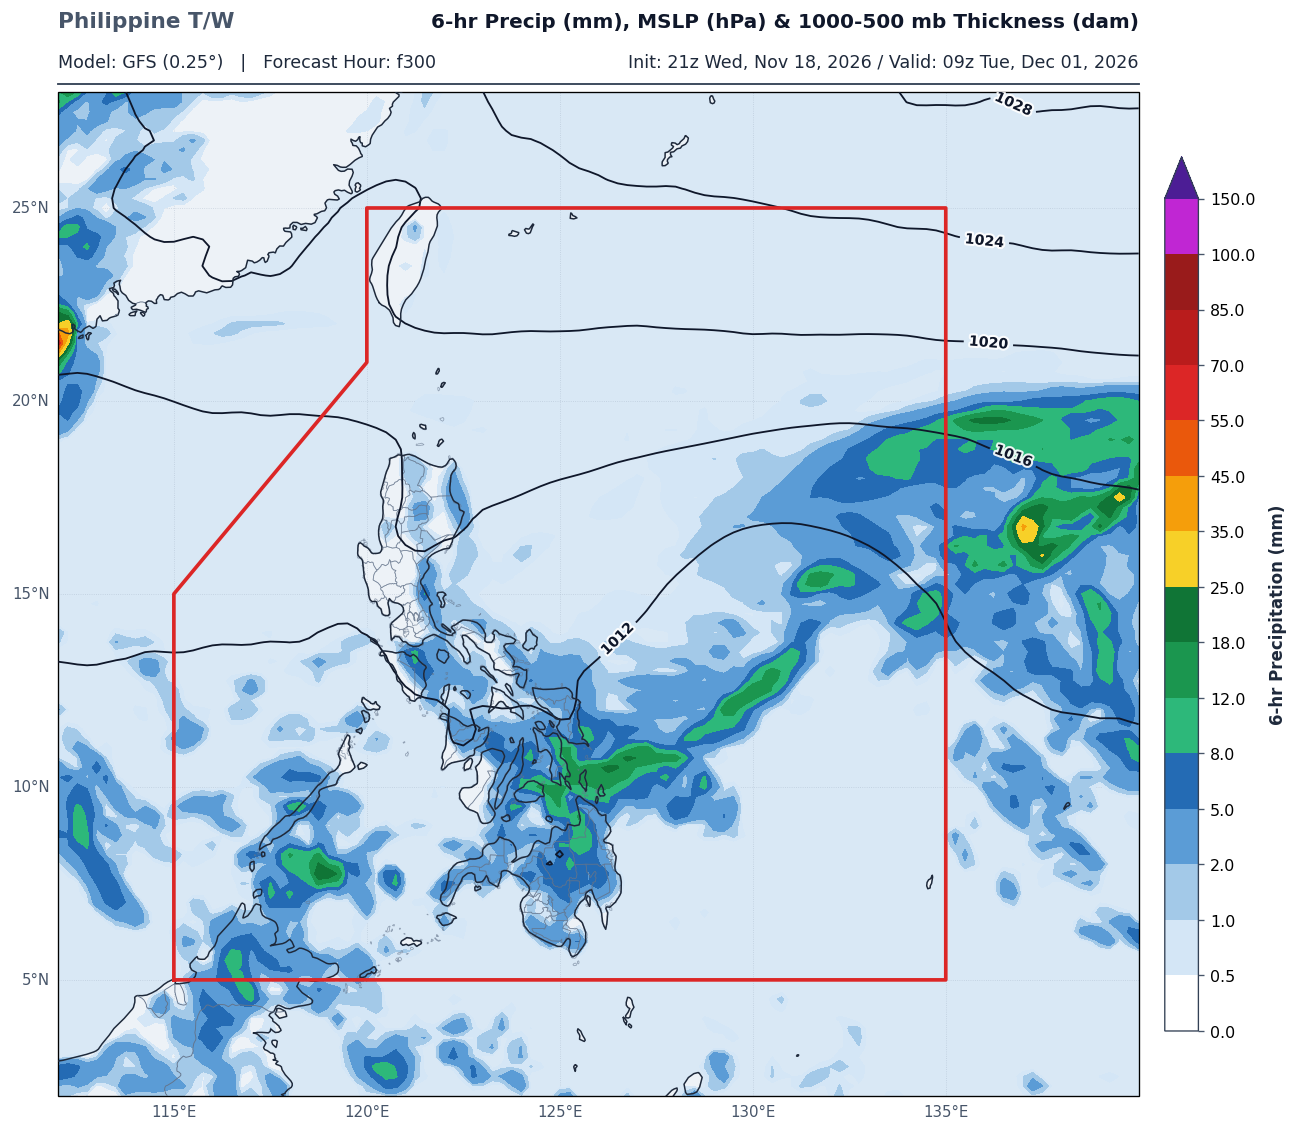 Philippine T/W
6-hr Precip (mm), MSLP (hPa) & 1000-500 mb Thickness (dam)
Model: GFS (0.25°) | Forecast Hour: f300
Init: 21z Wed, Nov 18, 2026 / Valid: 09z Tue, Dec 01, 2026
1028
1024
1020
1016
1012
25°N
20°N
15°N
10°N
5°N
115°E
120°E
125°E
130°E
135°E
150.0
100.0
85.0
70.0
55.0
45.0
35.0
25.0
18.0
12.0
8.0
5.0
2.0
1.0
0.5
0.0
6-hr Precipitation (mm)